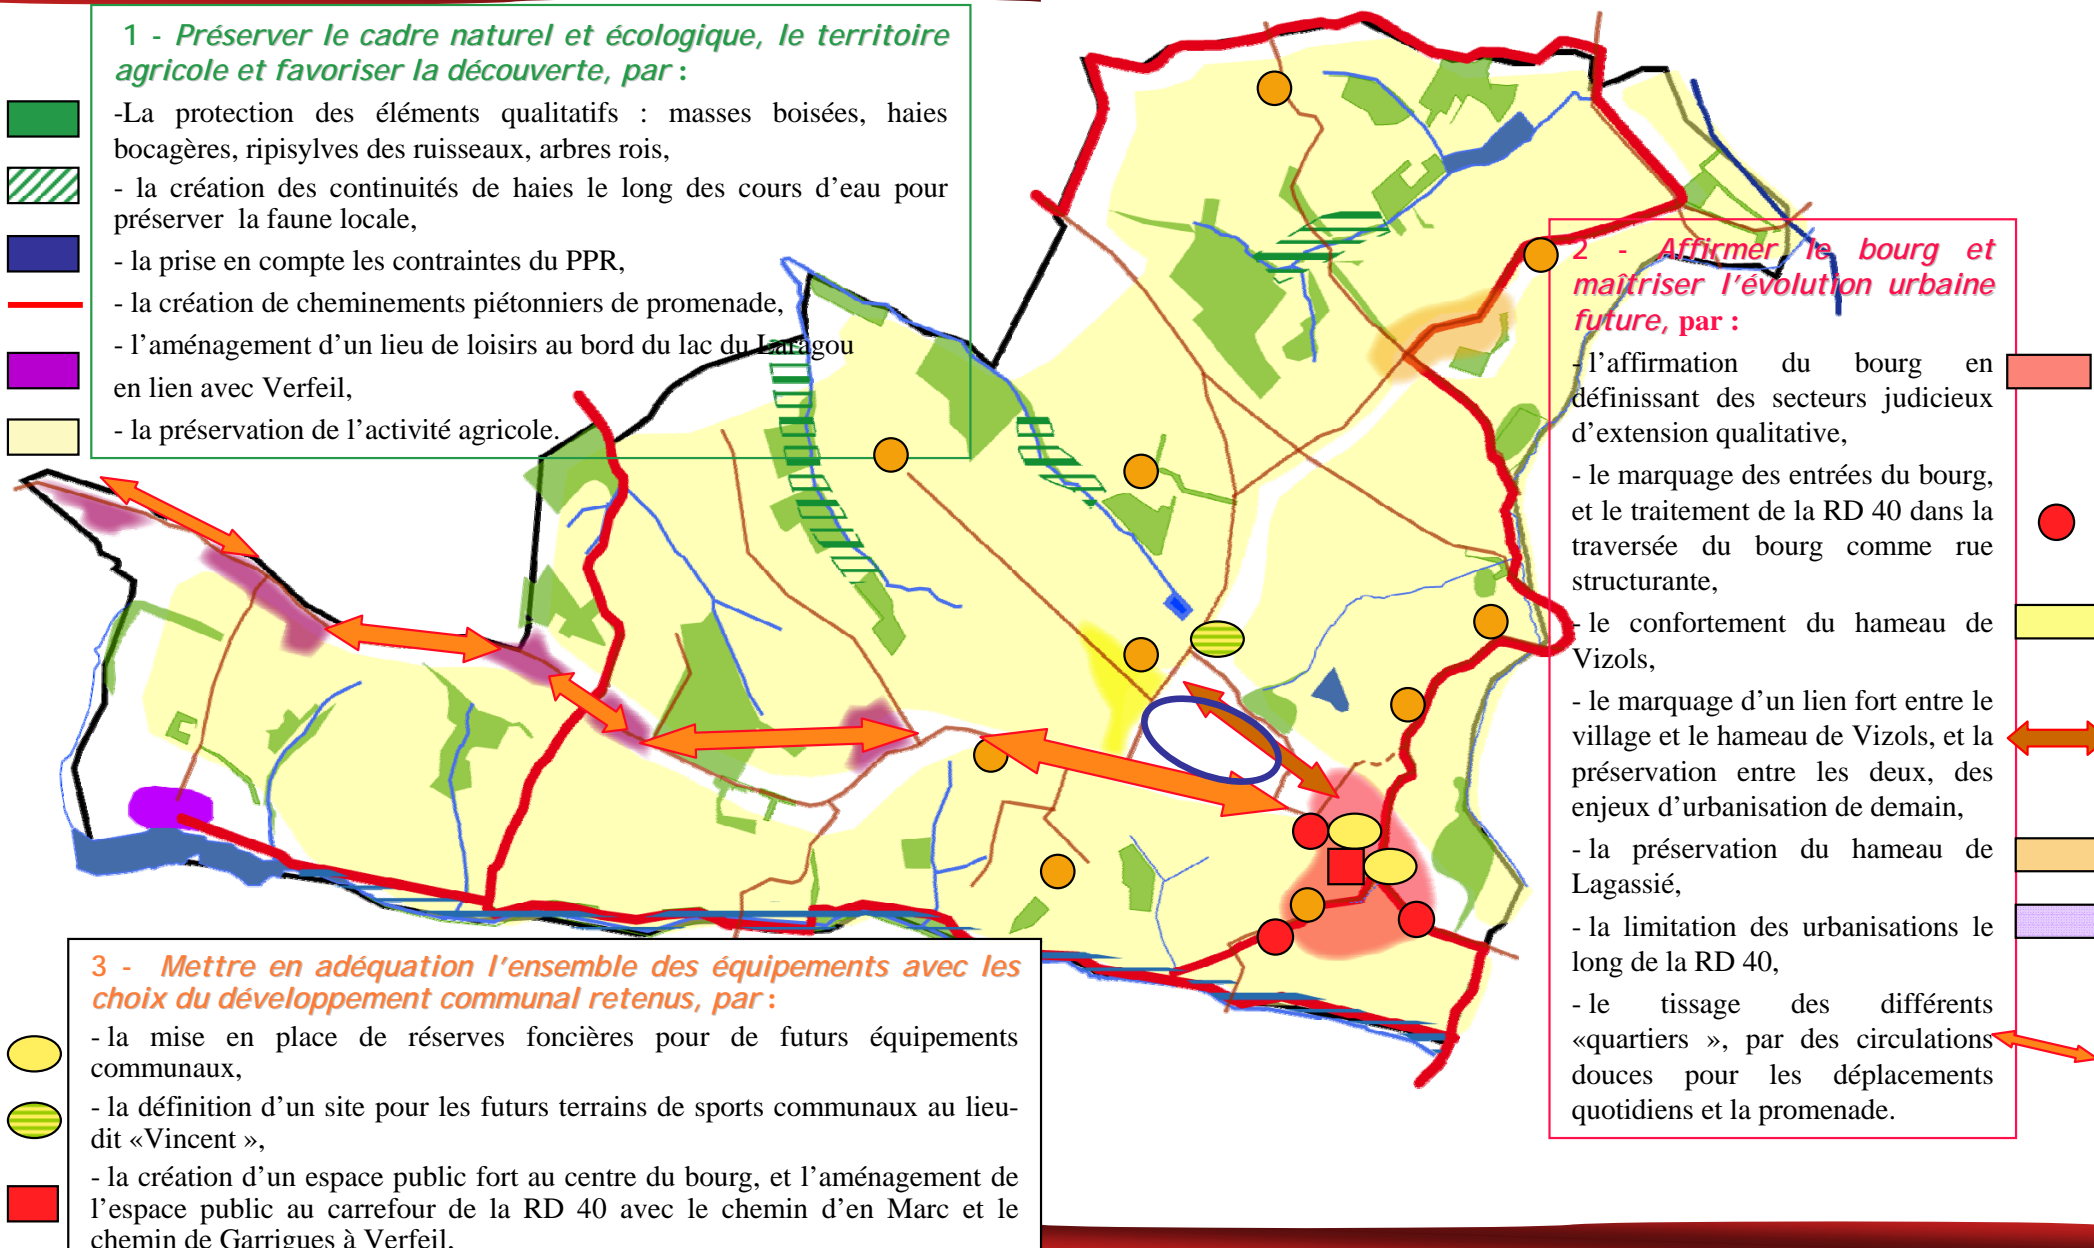 1 - Préserver le cadre naturel et écologique, le territoire
agricole et favoriser la découverte, par :
-La protection des éléments qualitatifs : masses boisées, haies
bocagères, ripisylves des ruisseaux, arbres rois,
- la création des continuités de haies le long des cours d'eau pour
préserver la faune locale,
- la prise en compte les contraintes du PPR,
- la création de cheminements piétonniers de promenade,
- l'aménagement d'un lieu de loisirs au bord du lac du Laragou
en lien avec Verfeil,
- la préservation de l'activité agricole.
2 - Affirmer le bourg et
maîtriser l'évolution urbaine
future, par :
- l'affirmation du bourg en
définissant des secteurs judicieux
d'extension qualitative,
- le marquage des entrées du bourg,
et le traitement de la RD 40 dans la
traversée du bourg comme rue
structurante,
- le confortement du hameau de
Vizols,
- le marquage d'un lien fort entre le
village et le hameau de Vizols, et la
préservation entre les deux, des
enjeux d'urbanisation de demain,
- la préservation du hameau de
Lagassié,
- la limitation des urbanisations le
long de la RD 40,
- le tissage des différents
«quartiers », par des circulations
douces pour les déplacements
quotidiens et la promenade.
3 - Mettre en adéquation l'ensemble des équipements avec les
choix du développement communal retenus, par :
- la mise en place de réserves foncières pour de futurs équipements
communaux,
- la définition d'un site pour les futurs terrains de sports communaux au lieu-
dit «Vincent »,
- la création d'un espace public fort au centre du bourg, et l'aménagement de
l'espace public au carrefour de la RD 40 avec le chemin d'en Marc et le
chemin de Garrigues à Verfeil,